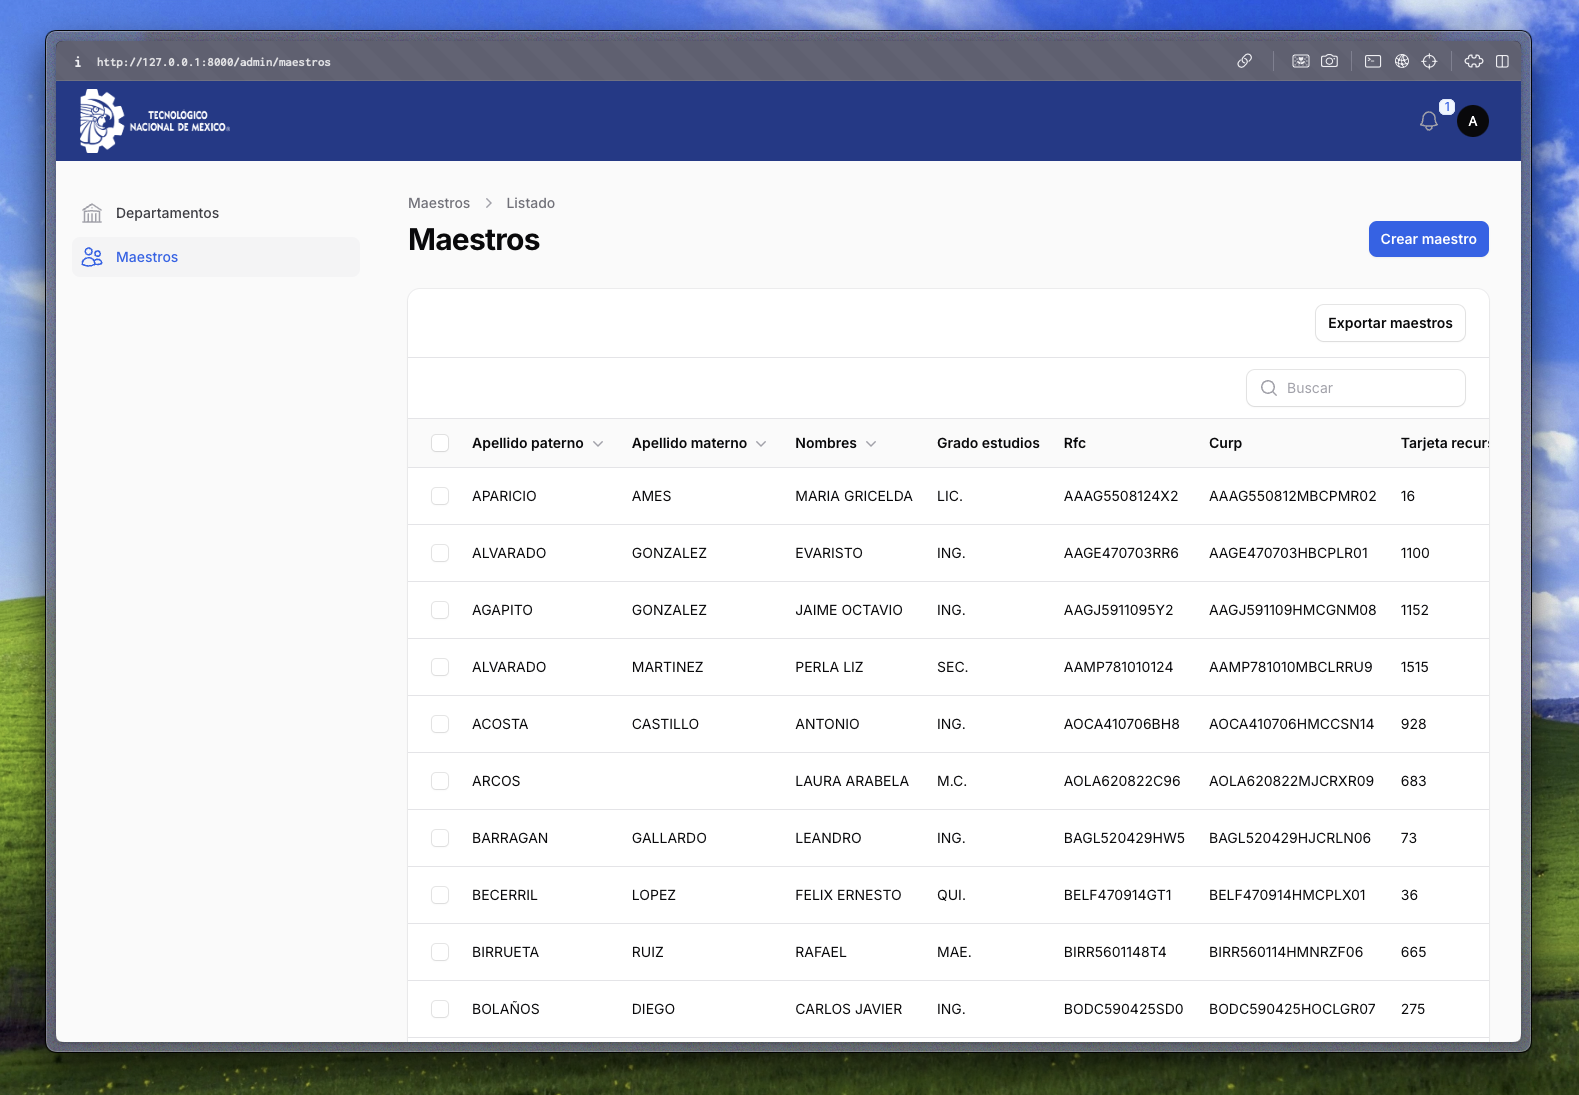 http://127.0.0.1:8000/admin/maestros
TECNOLÓGICO
NACIONAL DE MÉXICO
1
A
Departamentos
Maestros
Maestros > Listado
Maestros
Crear maestro
Exportar maestros
Buscar
Apellido paterno Apellido materno Nombres Grado estudios Rfc Curp Tarjeta recurs
APARICIO AMES MARIA GRICELDA LIC. AAAG5508124X2 AAAG550812MBCPMR02 16
ALVARADO GONZALEZ EVARISTO ING. AAGE470703RR6 AAGE470703HBCPLR01 1100
AGAPITO GONZALEZ JAIME OCTAVIO ING. AAGJ5911095Y2 AAGJ591109HMCGNM08 1152
ALVARADO MARTINEZ PERLA LIZ SEC. AAMP781010124 AAMP781010MBCLRRU9 1515
ACOSTA CASTILLO ANTONIO ING. AOCA410706BH8 AOCA410706HMCCSN14 928
ARCOS LAURA ARABELA M.C. AOLA620822C96 AOLA620822MJCRXR09 683
BARRAGAN GALLARDO LEANDRO ING. BAGL520429HW5 BAGL520429HJCRLN06 73
BECERRIL LOPEZ FELIX ERNESTO QUI. BELF470914GT1 BELF470914HMCPLX01 36
BIRRUETA RUIZ RAFAEL MAE. BIRR5601148T4 BIRR560114HMNRZF06 665
BOLAÑOS DIEGO CARLOS JAVIER ING. BODC590425SD0 BODC590425HOCLGR07 275